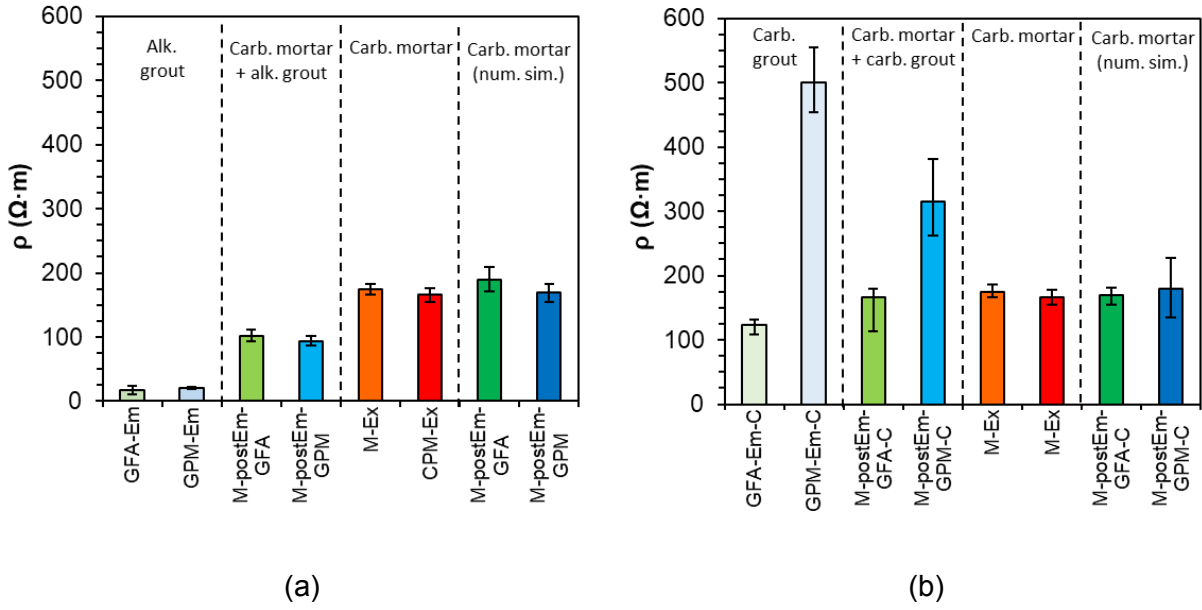 600
500
400
300
200
100
0
ρ (Ω·m)
Alk.
grout
Carb. mortar
+ alk. grout
Carb. mortar
Carb. mortar
(num. sim.)
GFA-Em
GPM-Em
M-postEm-
GFA
M-postEm-
GPM
M-Ex
CPM-Ex
M-postEm-
GFA
M-postEm-
GPM
(a)
600
500
400
300
200
100
0
ρ (Ω·m)
Carb.
grout
Carb. mortar
+ carb. grout
Carb. mortar
Carb. mortar
(num. sim.)
GFA-Em-C
GPM-Em-C
M-postEm-
GFA-C
M-postEm-
GPM-C
M-Ex
M-Ex
M-postEm-
GFA-C
M-postEm-
GPM-C
(b)